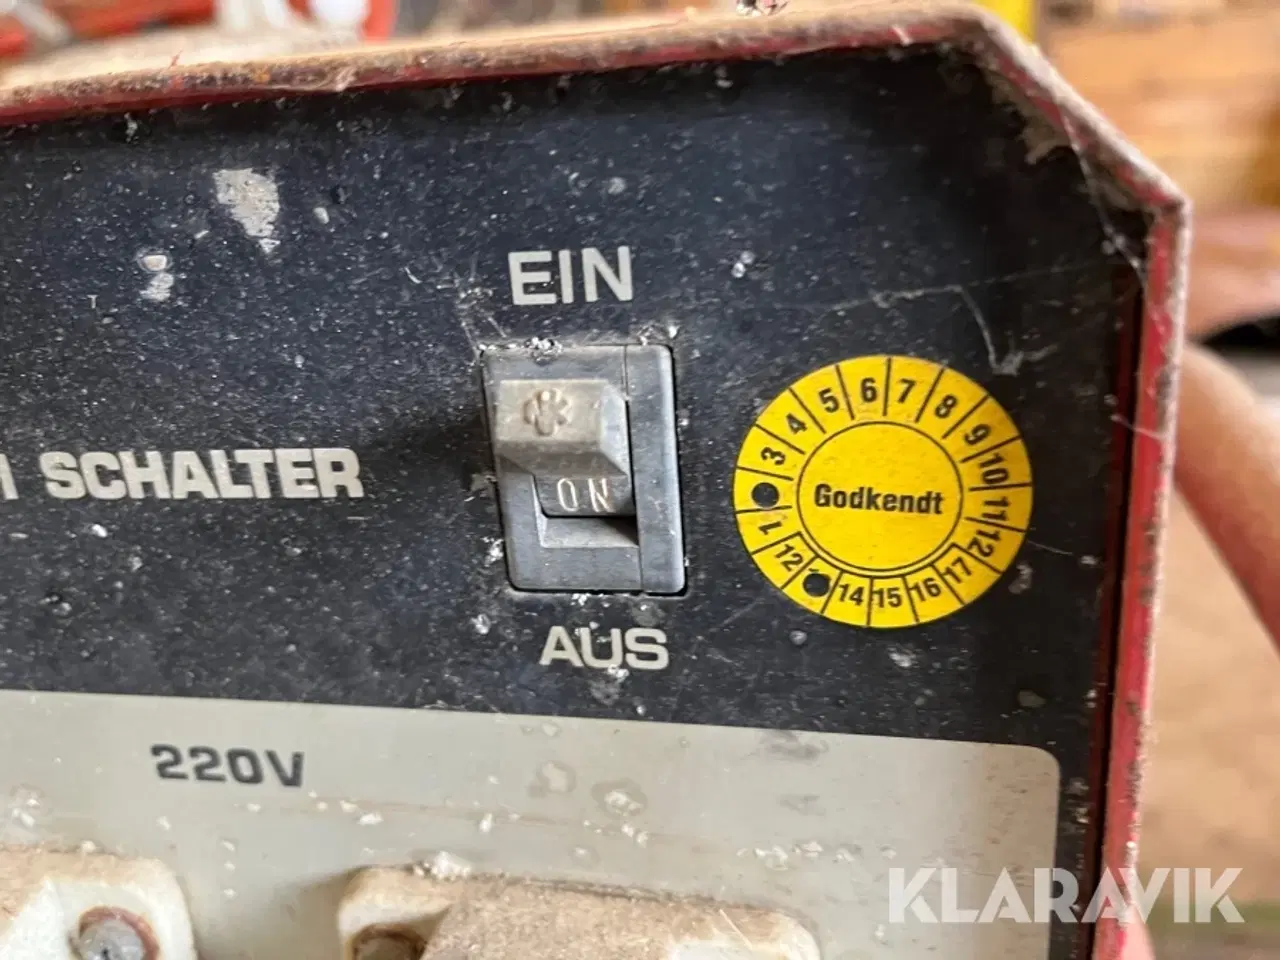 EIN
SCHALTER
ON
AUS
3 4 5 6 7 8 9 10 11 12
Godkendt
1 12 14 15 16 17
220V
KLARAVIK